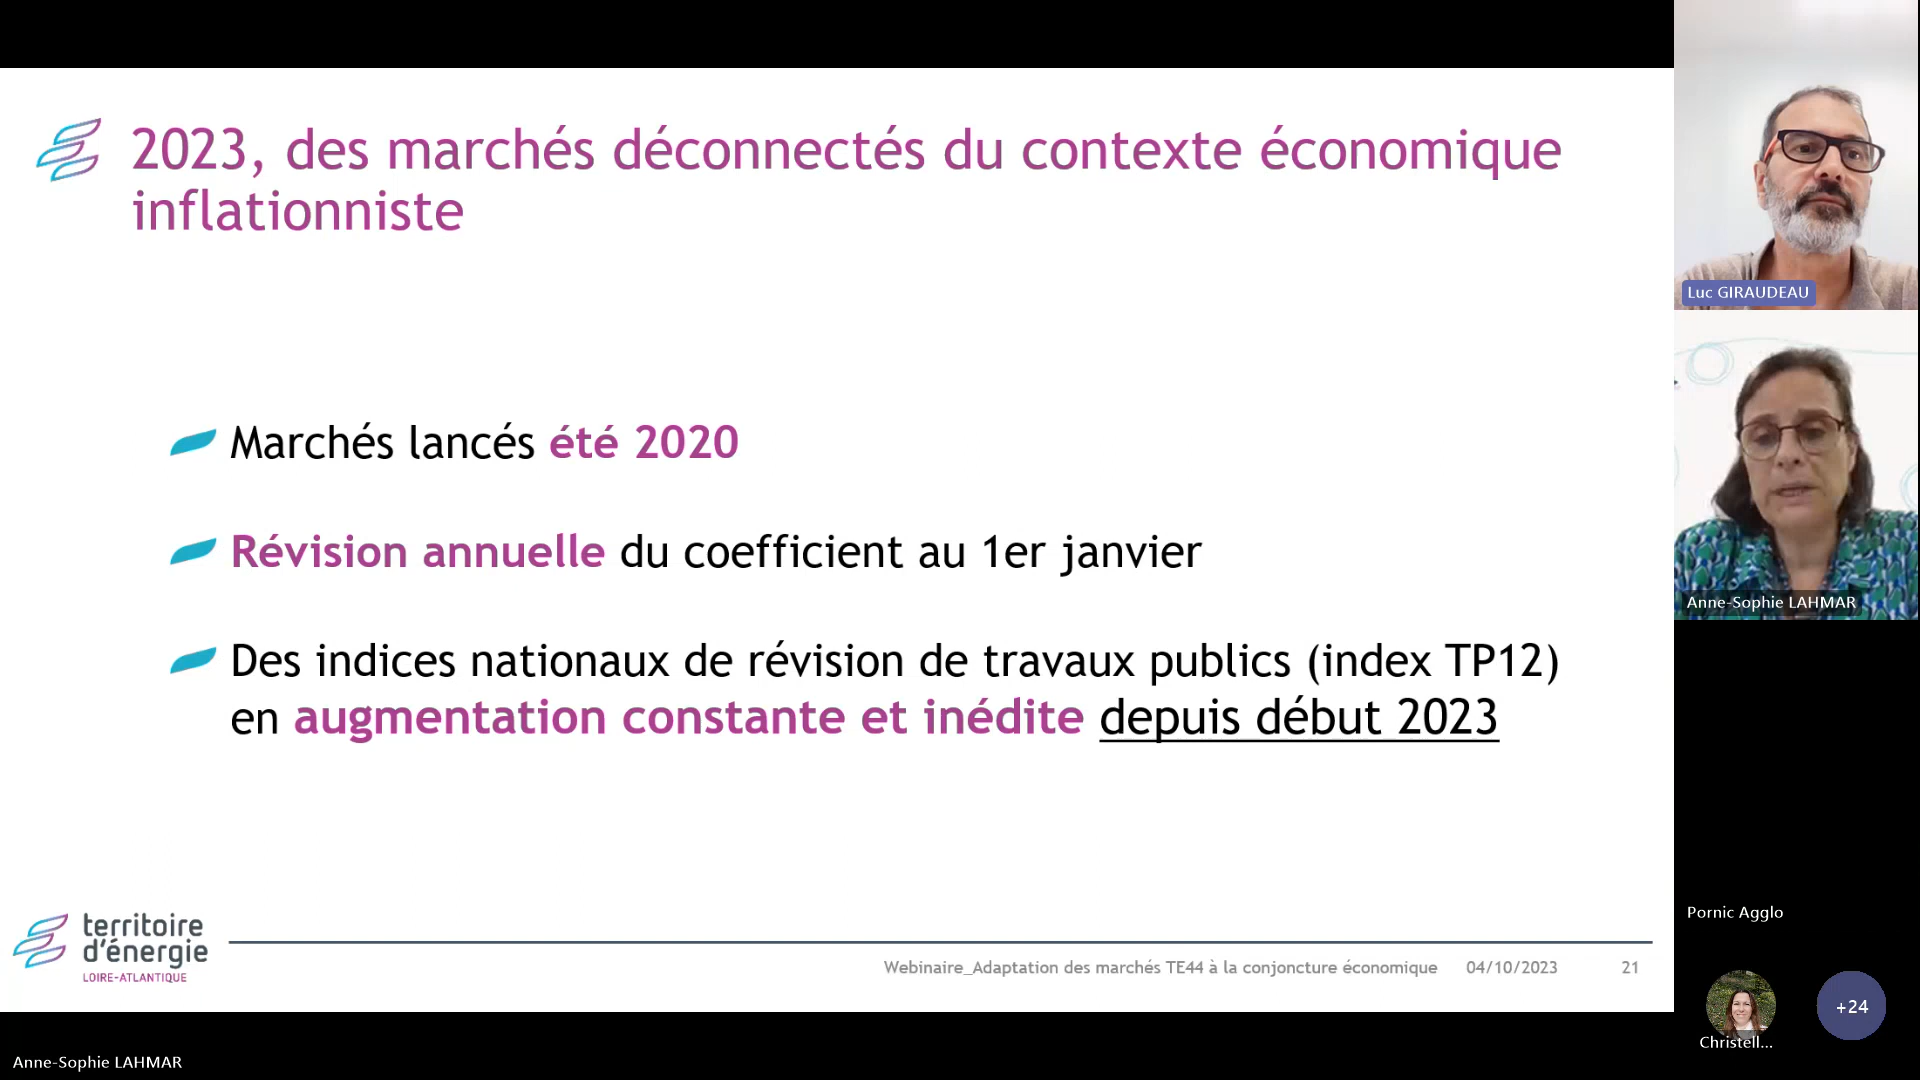 2023, des marchés déconnectés du contexte économique
inflationniste
Marchés lancés été 2020
Révision annuelle du coefficient au 1er janvier
Des indices nationaux de révision de travaux publics (index TP12)
en augmentation constante et inédite depuis début 2023
territoire
d'énergie
LOIRE-ATLANTIQUE
Webinaire_Adaptation des marchés TE44 à la conjoncture économique 04/10/2023 21
Anne-Sophie LAHMAR
Luc GIRAUDEAU
Anne-Sophie LAHMAR
Pornic Agglo
Christell...
+24